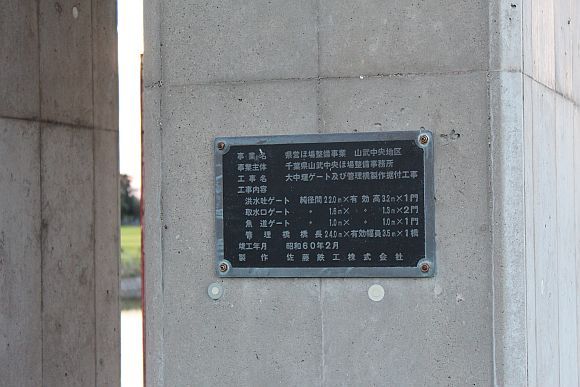 事業名 県営ほ場整備事業 山武中央地区
事業主体 千葉県山武中央ほ場整備事務所
工事名 大中堰ゲート及び管理橋製作据付工事
工事内容
洪水吐ゲート 純径間22.0m×有効高3.2m×1門
取水口ゲート 〃 1.6m× 〃 1.3m×2門
魚道ゲート 〃 1.0m× 〃 1.0m×1門
管理橋 橋長24.0m×有効幅員3.5m×1橋
竣工年月 昭和60年2月
製作 佐藤鉄工株式会社